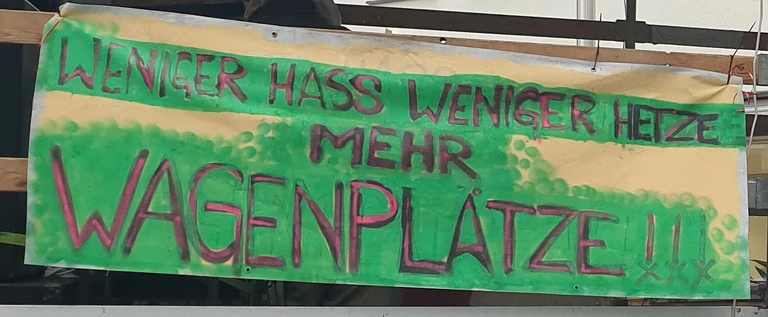 WENIGER HASS WENIGER HETZE
MEHR
WAGENPLÄTZE!!!